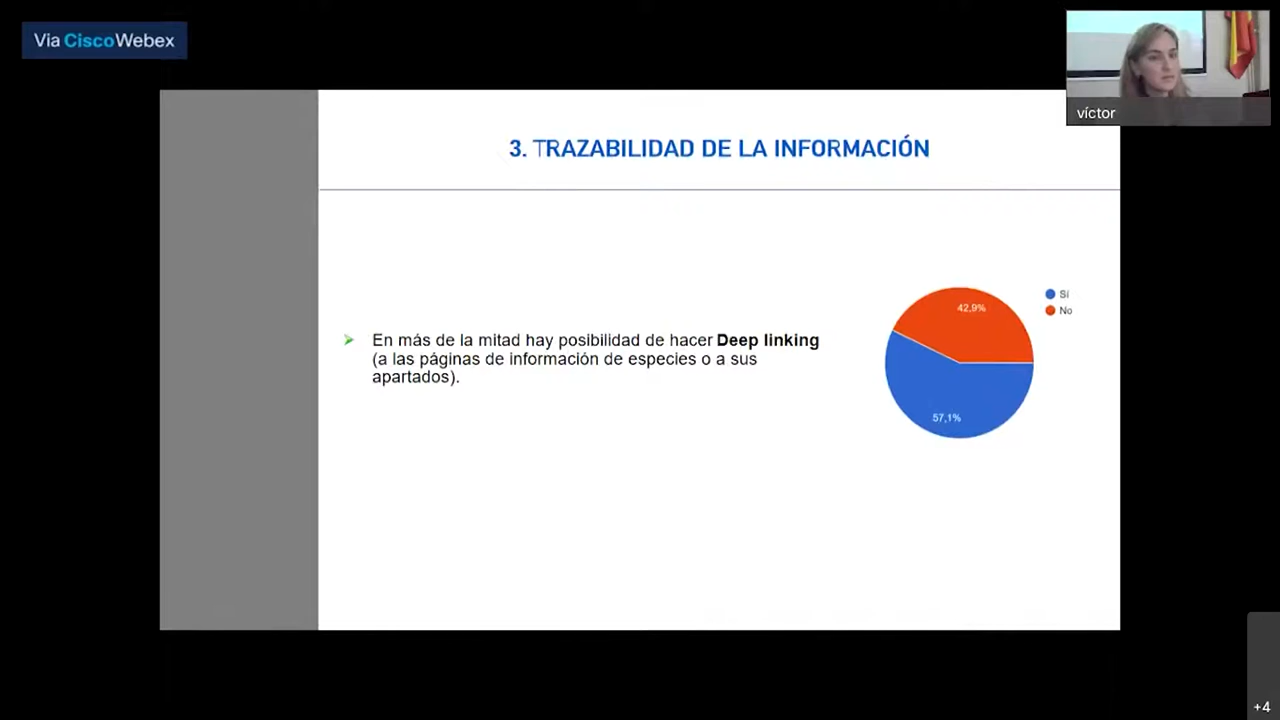 Via CiscoWebex
víctor
3. TRAZABILIDAD DE LA INFORMACIÓN
En más de la mitad hay posibilidad de hacer Deep linking
(a las páginas de información de especies o a sus
apartados).
42,9%
57,1%
Sí
No
+4